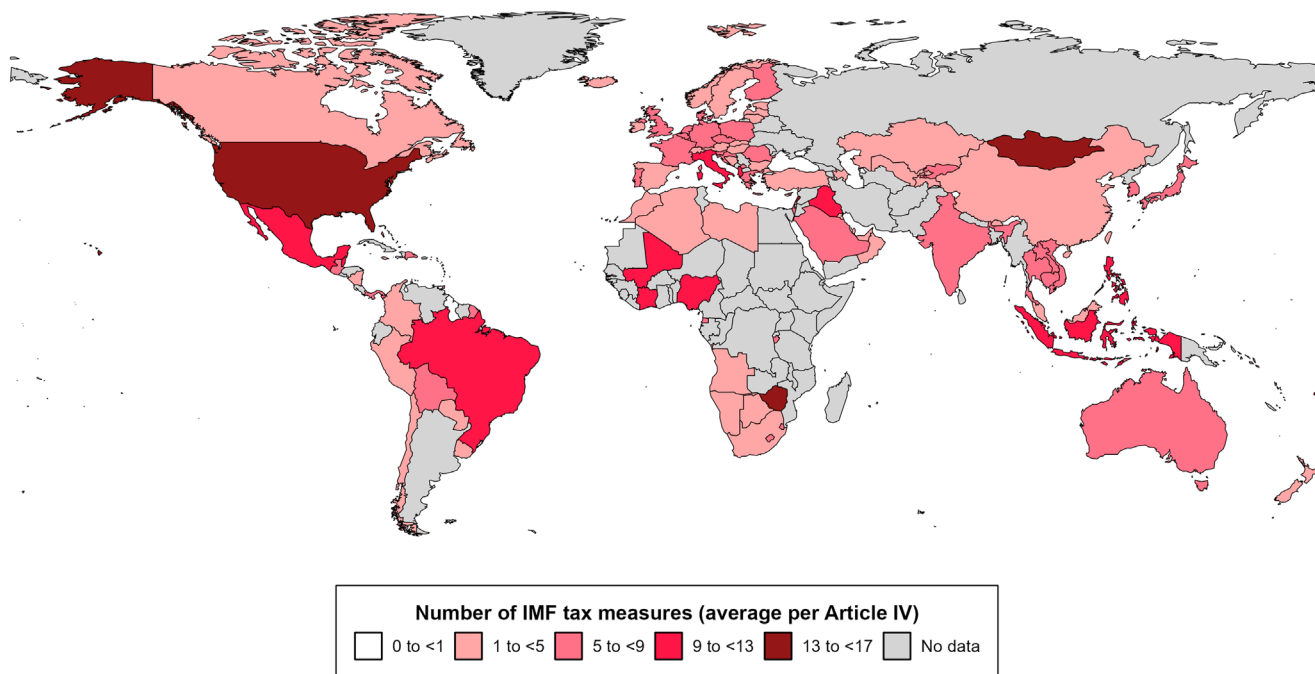 Number of IMF tax measures (average per Article IV)
0 to <1 1 to <5 5 to <9 9 to <13 13 to <17 No data